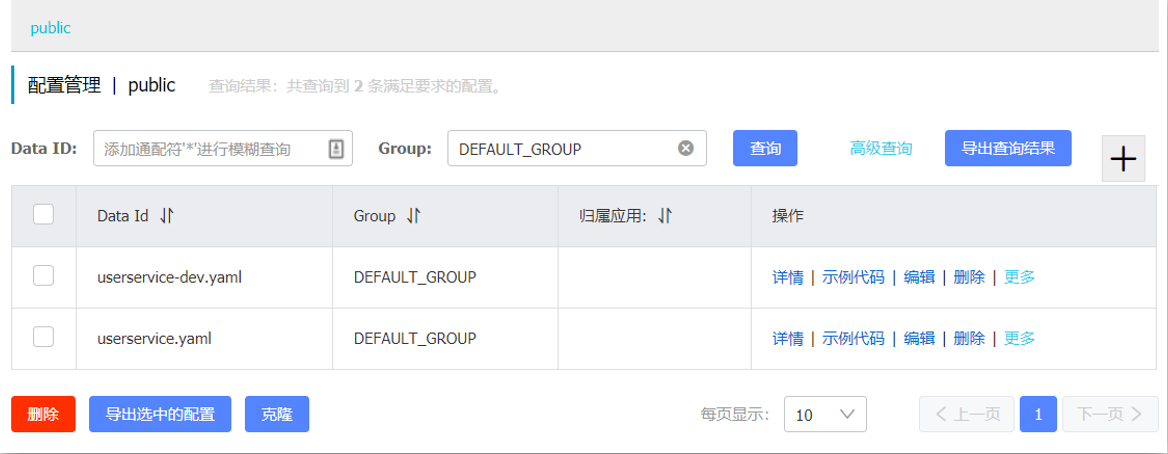 public
配置管理 | public 查询结果：共查询到 2 条满足要求的配置。
Data ID: 添加通配符'*'进行模糊查询 Group: DEFAULT_GROUP 查询 高级查询 导出查询结果 +
Data Id Group 归属应用: 操作
userservice-dev.yaml DEFAULT_GROUP 详情 | 示例代码 | 编辑 | 删除 | 更多
userservice.yaml DEFAULT_GROUP 详情 | 示例代码 | 编辑 | 删除 | 更多
删除 导出选中的配置 克隆 每页显示: 10 上一页 1 下一页